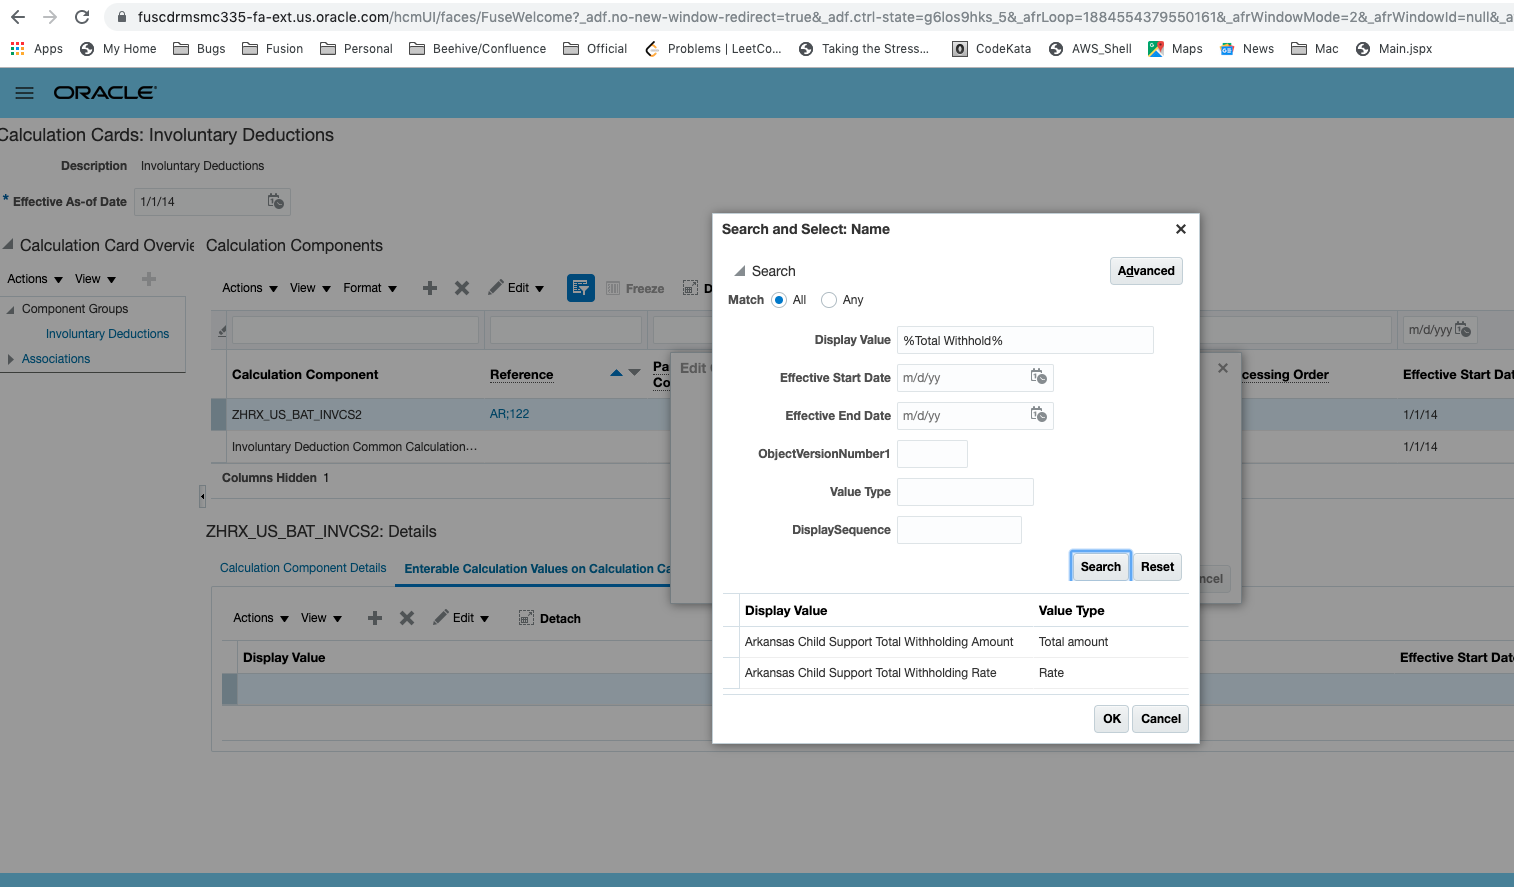 fuscdrmsmc335-fa-ext.us.oracle.com/hcmUI/faces/FuseWelcome?_adf.no-new-window-redirect=true&_adf.ctrl-state=g6los9hks_5&_afrLoop=1884554379550161&_afrWindowMode=2&_afrWindowId=null&_a
Apps My Home Bugs Fusion Personal Beehive/Confluence Official Problems | LeetCo... Taking the Stress... CodeKata AWS_Shell Maps News Mac Main.jspx
ORACLE
Calculation Cards: Involuntary Deductions
Description Involuntary Deductions
* Effective As-of Date 1/1/14
Calculation Card Overvie
Actions View
Component Groups
Involuntary Deductions
Associations
Calculation Components
Actions View Format Edit Freeze D
m/d/yyy
Calculation Component Reference Pa
Co
cessing Order Effective Start Dat
ZHRX_US_BAT_INVCS2 AR;122 1/1/14
Involuntary Deduction Common Calculation... 1/1/14
Columns Hidden 1
ZHRX_US_BAT_INVCS2: Details
Calculation Component Details Enterable Calculation Values on Calculation Ca
Actions View Edit Detach
Display Value Effective Start Dat
Edit
ncel
Search and Select: Name
Search
Advanced
Match All Any
Display Value %Total Withhold%
Effective Start Date m/d/yy
Effective End Date m/d/yy
ObjectVersionNumber1
Value Type
DisplaySequence
Search Reset
Display Value Value Type
Arkansas Child Support Total Withholding Amount Total amount
Arkansas Child Support Total Withholding Rate Rate
OK Cancel